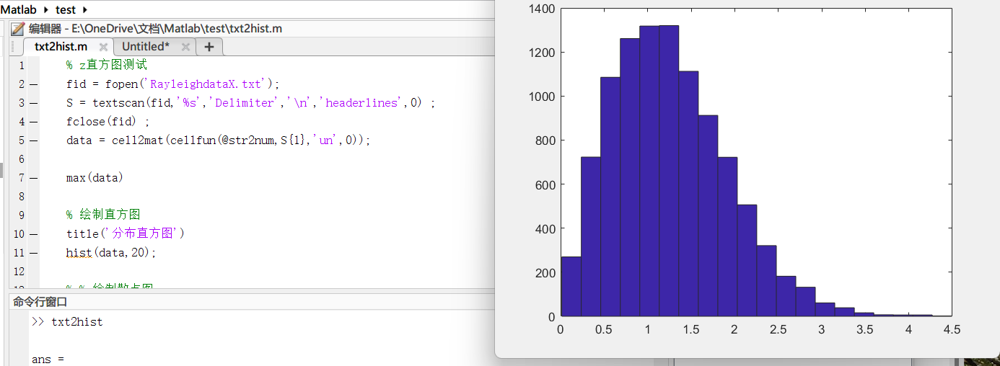 Matlab ▸ test ▸
编辑器 - E:\OneDrive\文档\Matlab\test\txt2hist.m
txt2hist.m × Untitled* × +
1 % z直方图测试
2 — fid = fopen('RayleighdataX.txt');
3 — S = textscan(fid,'%s','Delimiter','\n','headerlines',0) ;
4 — fclose(fid) ;
5 — data = cell2mat(cellfun(@str2num,S{1},'un',0));
6
7 — max(data)
8
9 % 绘制直方图
10 — title('分布直方图')
11 — hist(data,20);
12
% % 绘制散点图
命令行窗口
>> txt2hist
ans =
1400
1200
1000
800
600
400
200
0
0 0.5 1 1.5 2 2.5 3 3.5 4 4.5